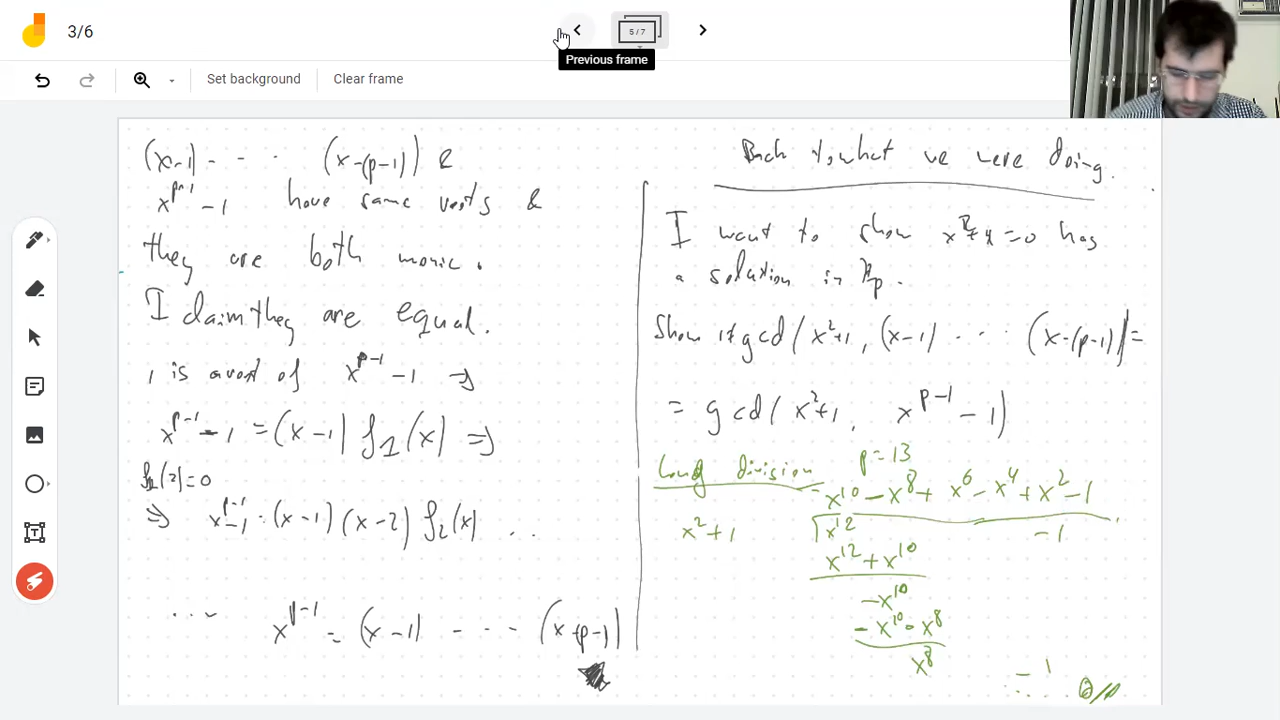 3/6
5/7
Previous frame
Set background
Clear frame
(x-1) - - · (x-(p-1)) &
x^{p-1} - 1 have same roots &
they are both monic.
I claim they are equal.
1 is a root of x^{p-1} - 1 ⇒
x^{p-1} - 1 = (x-1) f_1(x) ⇒
f_1(2) = 0
⇒ x^{p-1} - 1 = (x-1)(x-2) f_2(x) ...
... x^{p-1} = (x-1) - - - (x-(p-1))
Back to what we were doing.
I want to show x^2+1=0 has
a solution in
Show if gcd(x^2+1, (x-1) ··· (x-(p-1)) =
= gcd(x^2+1, x^{p-1} - 1)
Long division p=13
x^{10} - x^8 + x^6 - x^4 + x^2 - 1
x^2+1 x^{12} -1
x^{12} + x^{10}
-x^{10}
-x^{10} - x^8
x^8